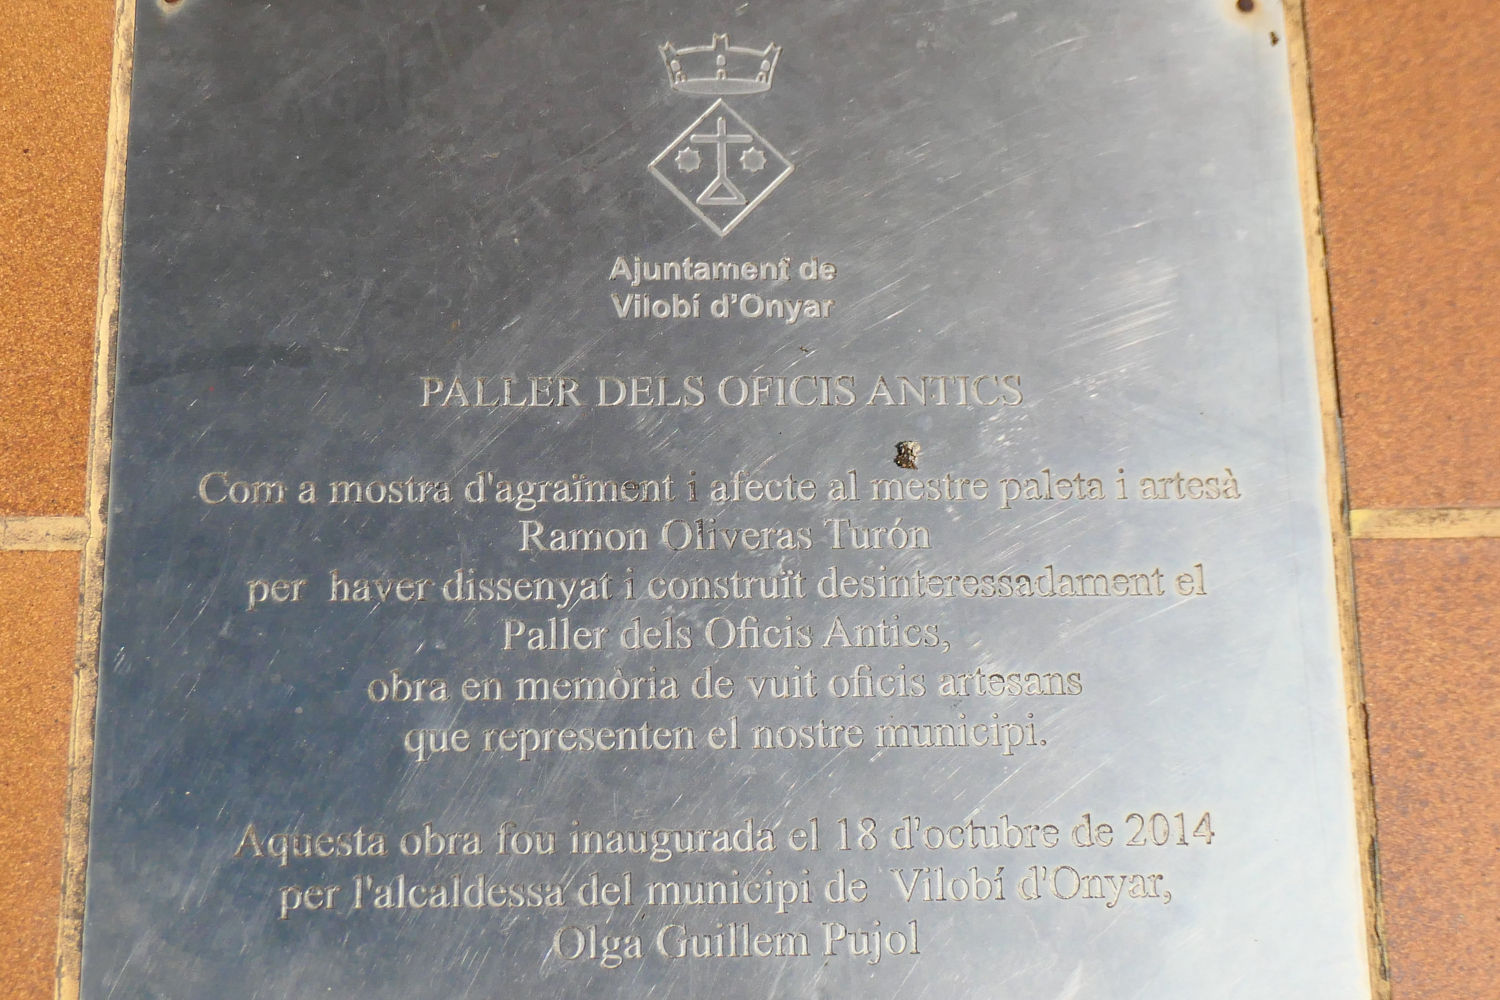 Ajuntament de
Vilobí d'Onyar
PALLER DELS OFICIS ANTICS
Com a mostra d'agraïment i afecte al mestre paleta i artesà
Ramon Oliveras Turón
per haver dissenyat i construït desinteressadament el
Paller dels Oficis Antics,
obra en memòria de vuit oficis artesans
que representen el nostre municipi.
Aquesta obra fou inaugurada el 18 d'octubre de 2014
per l'alcaldessa del municipi de Vilobí d'Onyar,
Olga Guillem Pujol